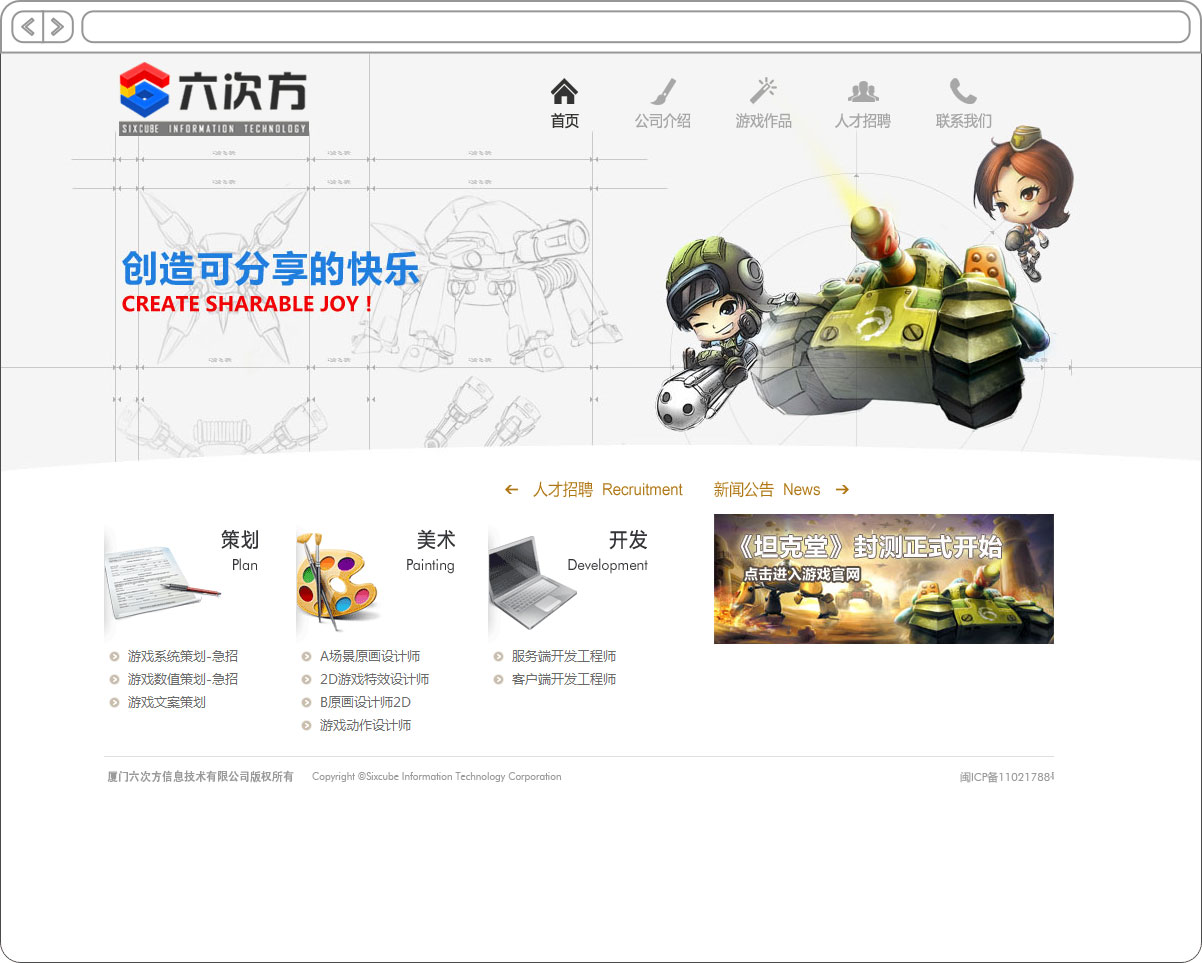 六次方
SIXCUBE INFORMATION TECHNOLOGY
首页
公司介绍
游戏作品
人才招聘
联系我们
创造可分享的快乐
CREATE SHARABLE JOY !
人才招聘 Recruitment
新闻公告 News
策划
Plan
美术
Painting
开发
Development
《坦克堂》封测正式开始
点击进入游戏官网
游戏系统策划-急招
游戏数值策划-急招
游戏文案策划
A场景原画设计师
2D游戏特效设计师
B原画设计师2D
游戏动作设计师
服务端开发工程师
客户端开发工程师
厦门六次方信息技术有限公司版权所有
Copyright ©Sixcube Information Technology Corporation
闽ICP备11021788